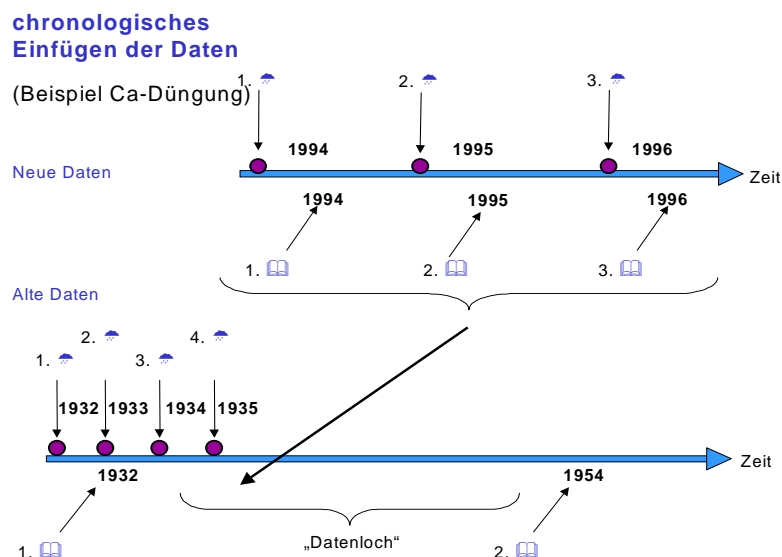 chronologisches
Einfügen der Daten
(Beispiel Ca-Düngung)
1. 2. 3.
1994 1995 1996
Neue Daten
Zeit
1994 1995 1996
1. 2. 3.
Alte Daten
2. 4.
1. 3.
1932 1933 1934 1935
Zeit
1932 1954
„Datenloch“
1. 2.